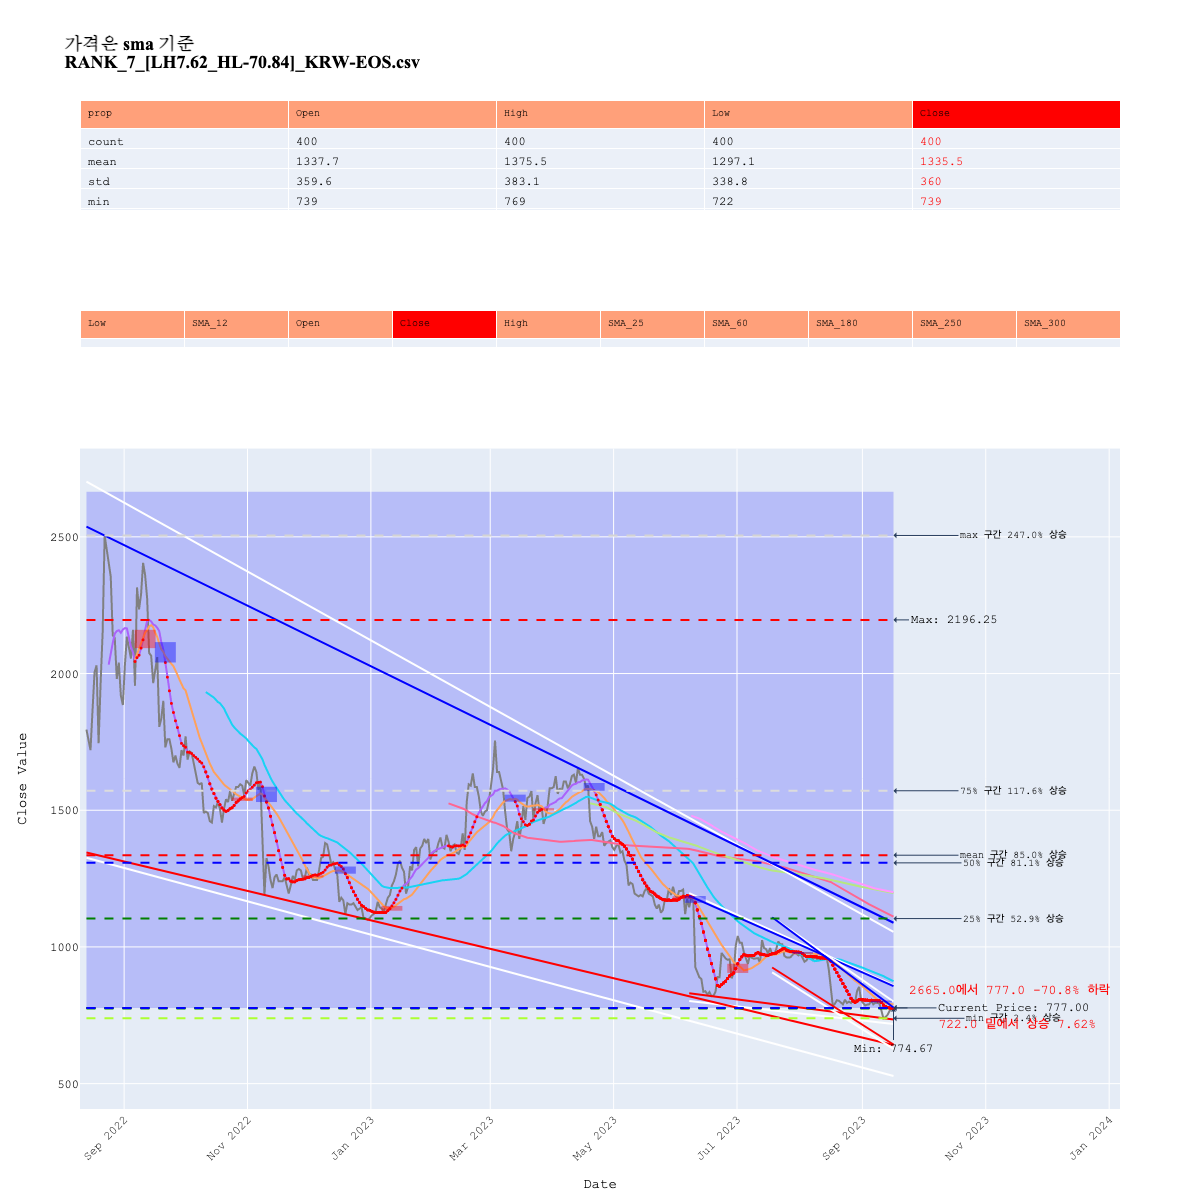 가격은 sma 기준
RANK_7_[LH7.62_HL-70.84]_KRW-EOS.csv
prop Open High Low Close
count 400 400 400 400
mean 1337.7 1375.5 1297.1 1335.5
std 359.6 383.1 338.8 360
min 739 769 722 739
Low SMA_12 Open Close High SMA_25 SMA_60 SMA_180 SMA_250 SMA_300
2500
2000
1500
1000
500
Close Value
max 구간 247.0% 상승
Max: 2196.25
75% 구간 117.6% 상승
mean 구간 85.0% 상승
50% 구간 81.1% 상승
25% 구간 52.9% 상승
2665.0에서 777.0 -70.8% 하락
Current Price: 777.00
min 구간 2.4% 상승
722.0 밑에서 상승 7.62%
Min: 774.67
Sep 2022
Nov 2022
Jan 2023
Mar 2023
May 2023
Jul 2023
Sep 2023
Nov 2023
Jan 2024
Date